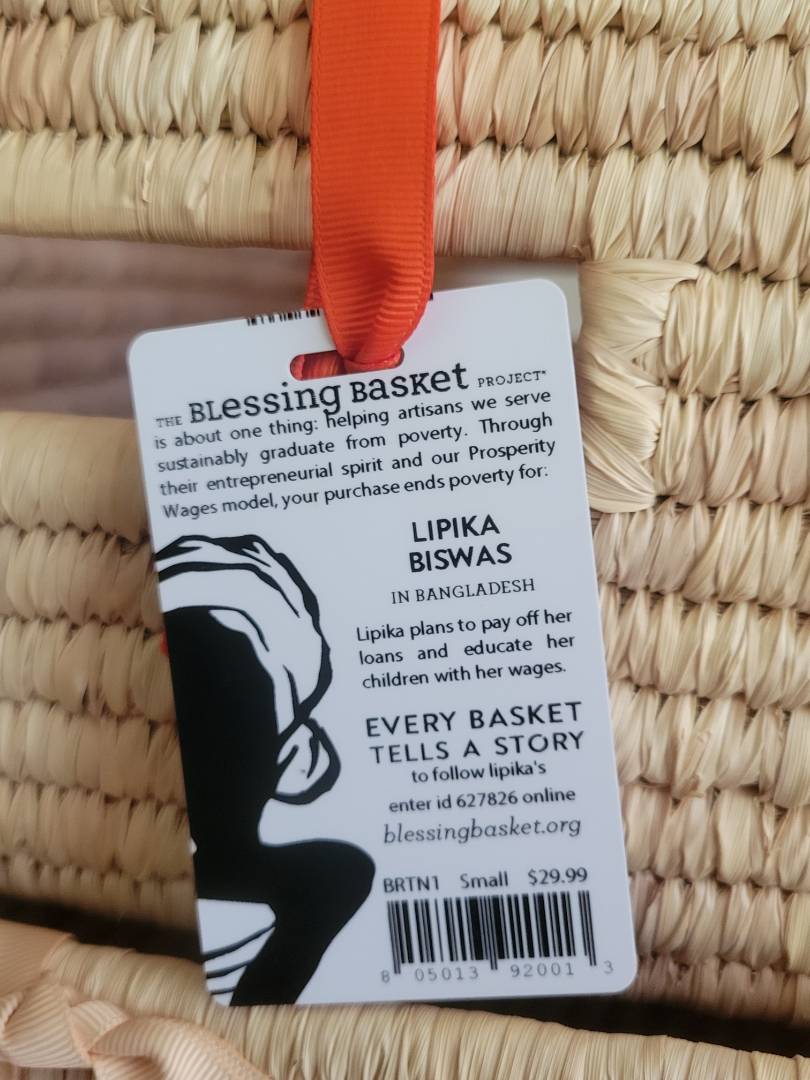 THE BLessing Basket PROJECT®
is about one thing: helping artisans we serve
sustainably graduate from poverty. Through
their entrepreneurial spirit and our Prosperity
Wages model, your purchase ends poverty for:
LIPIKA
BISWAS
IN BANGLADESH
Lipika plans to pay off her
loans and educate her
children with her wages.
EVERY BASKET
TELLS A STORY
to follow lipika's
enter id 627826 online
blessingbasket.org
BRTN1 Small $29.99
8 05013 92001 3